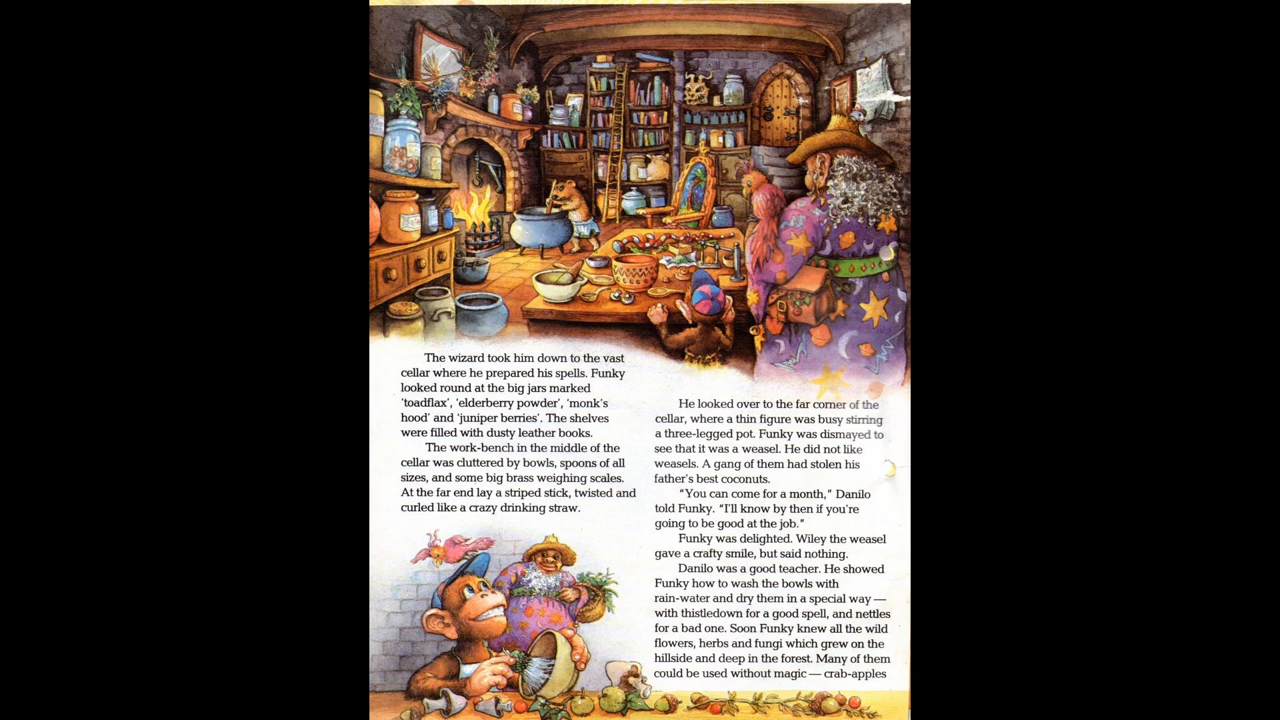 The wizard took him down to the vast
cellar where he prepared his spells. Funky
looked round at the big jars marked
‘toadflax’, ‘elderberry powder’, ‘monk’s
hood’ and ‘juniper berries’. The shelves
were filled with dusty leather books.
The work-bench in the middle of the
cellar was cluttered by bowls, spoons of all
sizes, and some big brass weighing scales.
At the far end lay a striped stick, twisted and
curled like a crazy drinking straw.
He looked over to the far corner of the
cellar, where a thin figure was busy stirring
a three-legged pot. Funky was dismayed to
see that it was a weasel. He did not like
weasels. A gang of them had stolen his
father’s best coconuts.
“You can come for a month,” Danilo
told Funky. “I’ll know by then if you’re
going to be good at the job.”
Funky was delighted. Wiley the weasel
gave a crafty smile, but said nothing.
Danilo was a good teacher. He showed
Funky how to wash the bowls with
rain-water and dry them in a special way —
with thistledown for a good spell, and nettles
for a bad one. Soon Funky knew all the wild
flowers, herbs and fungi which grew on the
hillside and deep in the forest. Many of them
could be used without magic — crab-apples